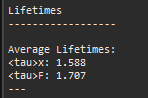 Lifetimes
------------------
Average Lifetimes:
<tau>x: 1.588
<tau>F: 1.707
---